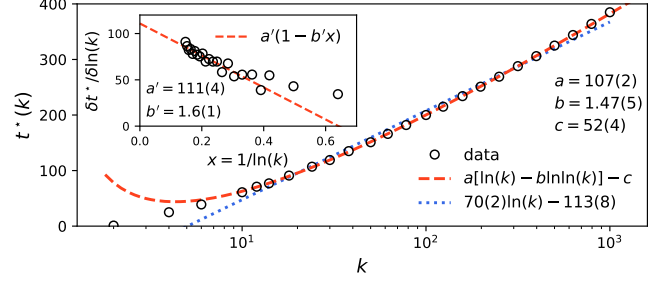 400
300
200
100
0
t*(k)
10¹
10²
10³
k
100
50
0
δt*/δln(k)
0.0
0.2
0.4
0.6
x = 1/ln(k)
a′(1 − b′x)
a′ = 111(4)
b′ = 1.6(1)
a = 107(2)
b = 1.47(5)
c = 52(4)
data
a[ln(k) − blnln(k)] − c
70(2)ln(k) − 113(8)